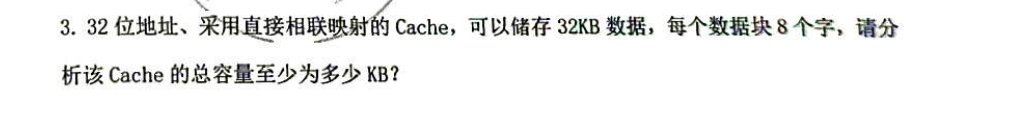 3. 32 位地址、采用直接相联映射的 Cache，可以储存 32KB 数据，每个数据块 8 个字，请分
析该 Cache 的总容量至少为多少 KB？